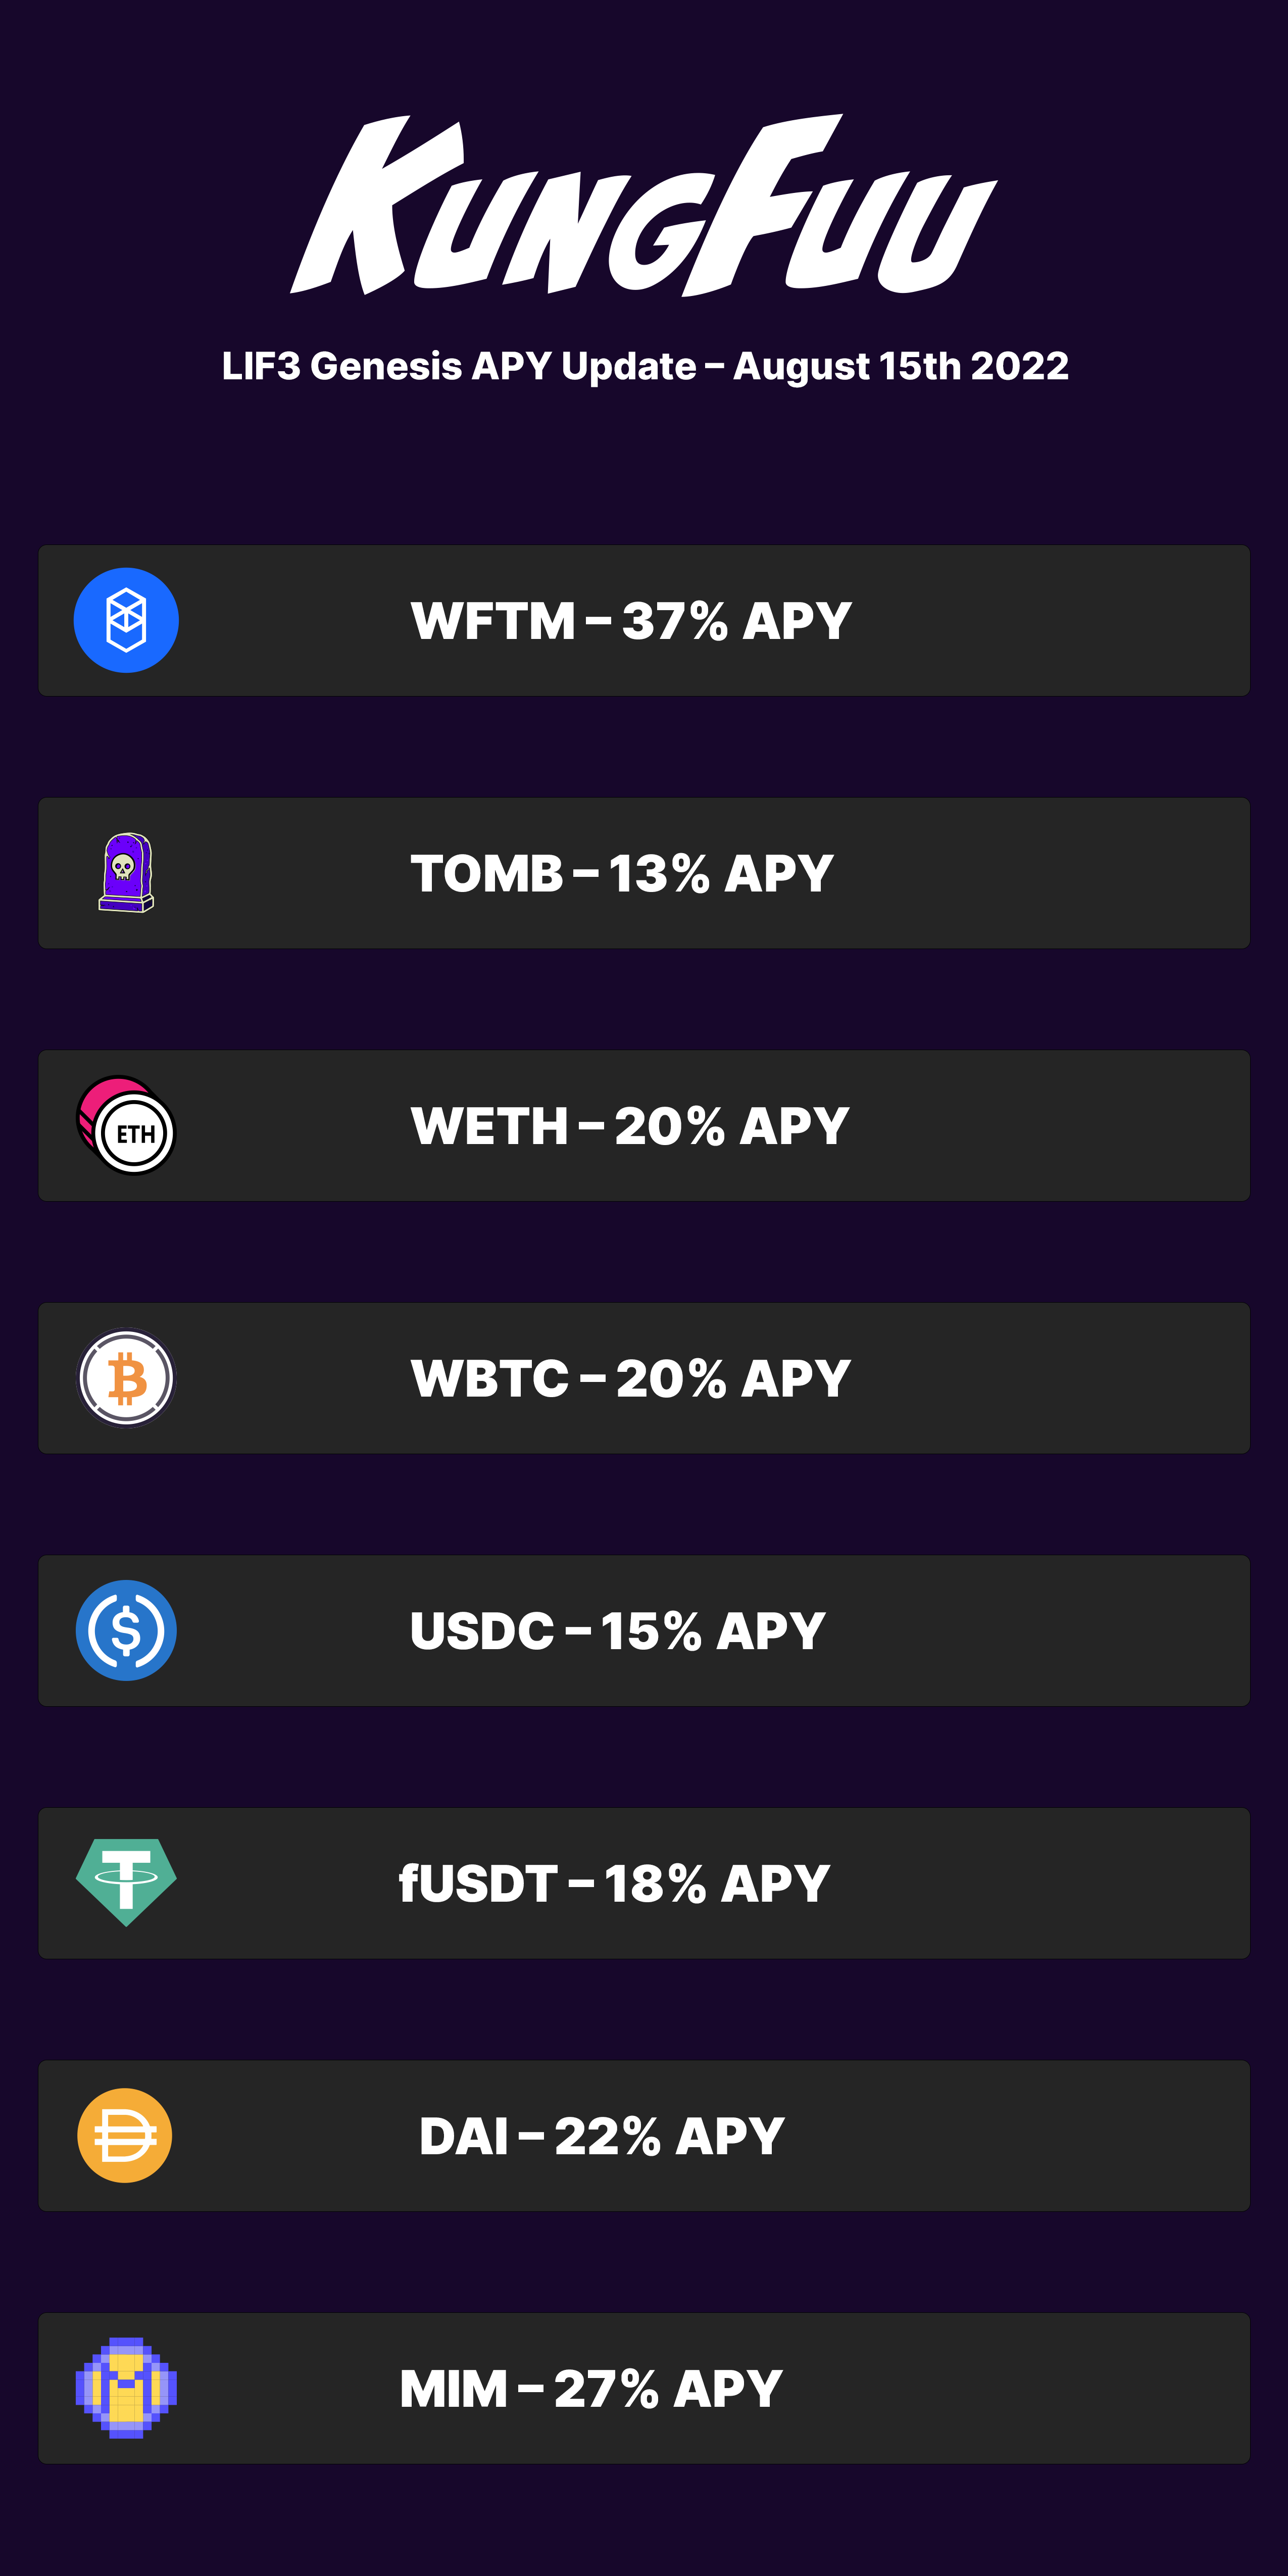 KUNGFUU
LIF3 Genesis APY Update – August 15th 2022
WFTM – 37% APY
TOMB – 13% APY
ETH
WETH – 20% APY
WBTC – 20% APY
USDC – 15% APY
fUSDT – 18% APY
DAI – 22% APY
MIM – 27% APY